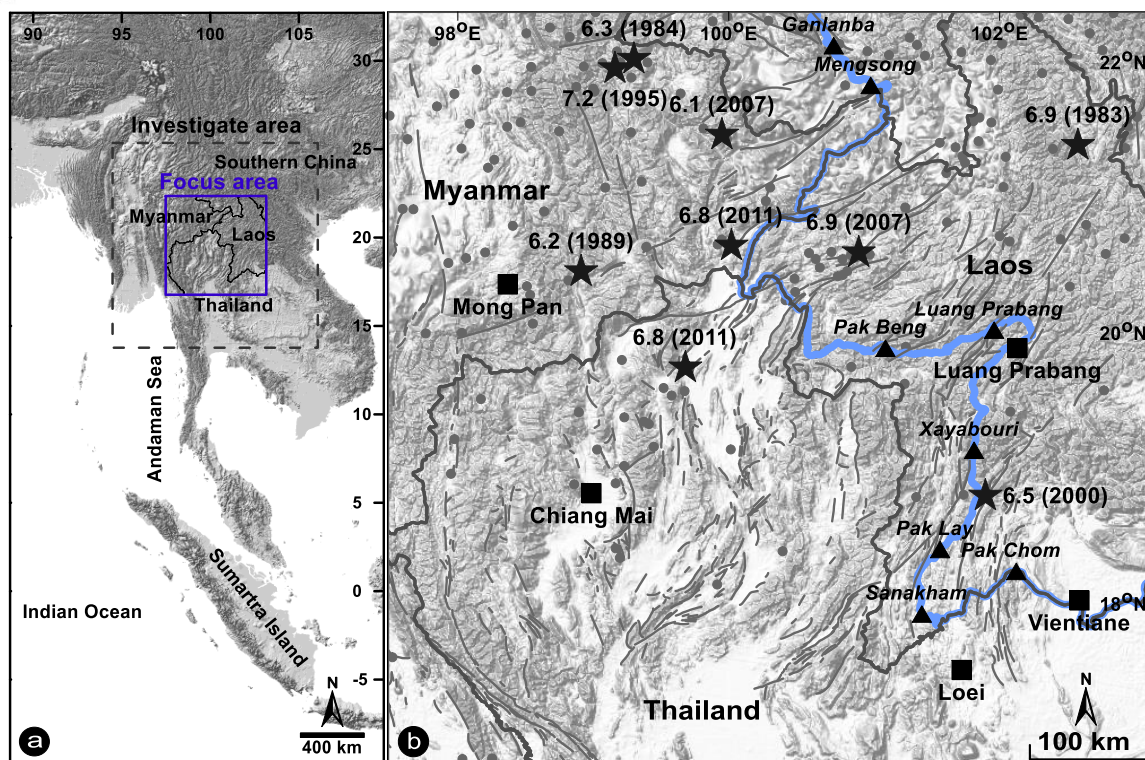 90
95
100
105
30
25
20
15
10
5
0
-5
Investigate area
Southern China
Focus area
Myanmar
Laos
Thailand
Andaman Sea
Sumartra Island
Indian Ocean
N
400 km
a
98°E
100°E
102°E
22°N
20°N
18°N
6.3 (1984)
Ganlanba
Mengsong
7.2 (1995)
6.1 (2007)
6.9 (1983)
Myanmar
6.8 (2011)
6.9 (2007)
6.2 (1989)
Laos
Mong Pan
Luang Prabang
Pak Beng
6.8 (2011)
Luang Prabang
Xayabouri
6.5 (2000)
Chiang Mai
Pak Lay
Pak Chom
Sanakham
Vientiane
Loei
Thailand
N
100 km
b